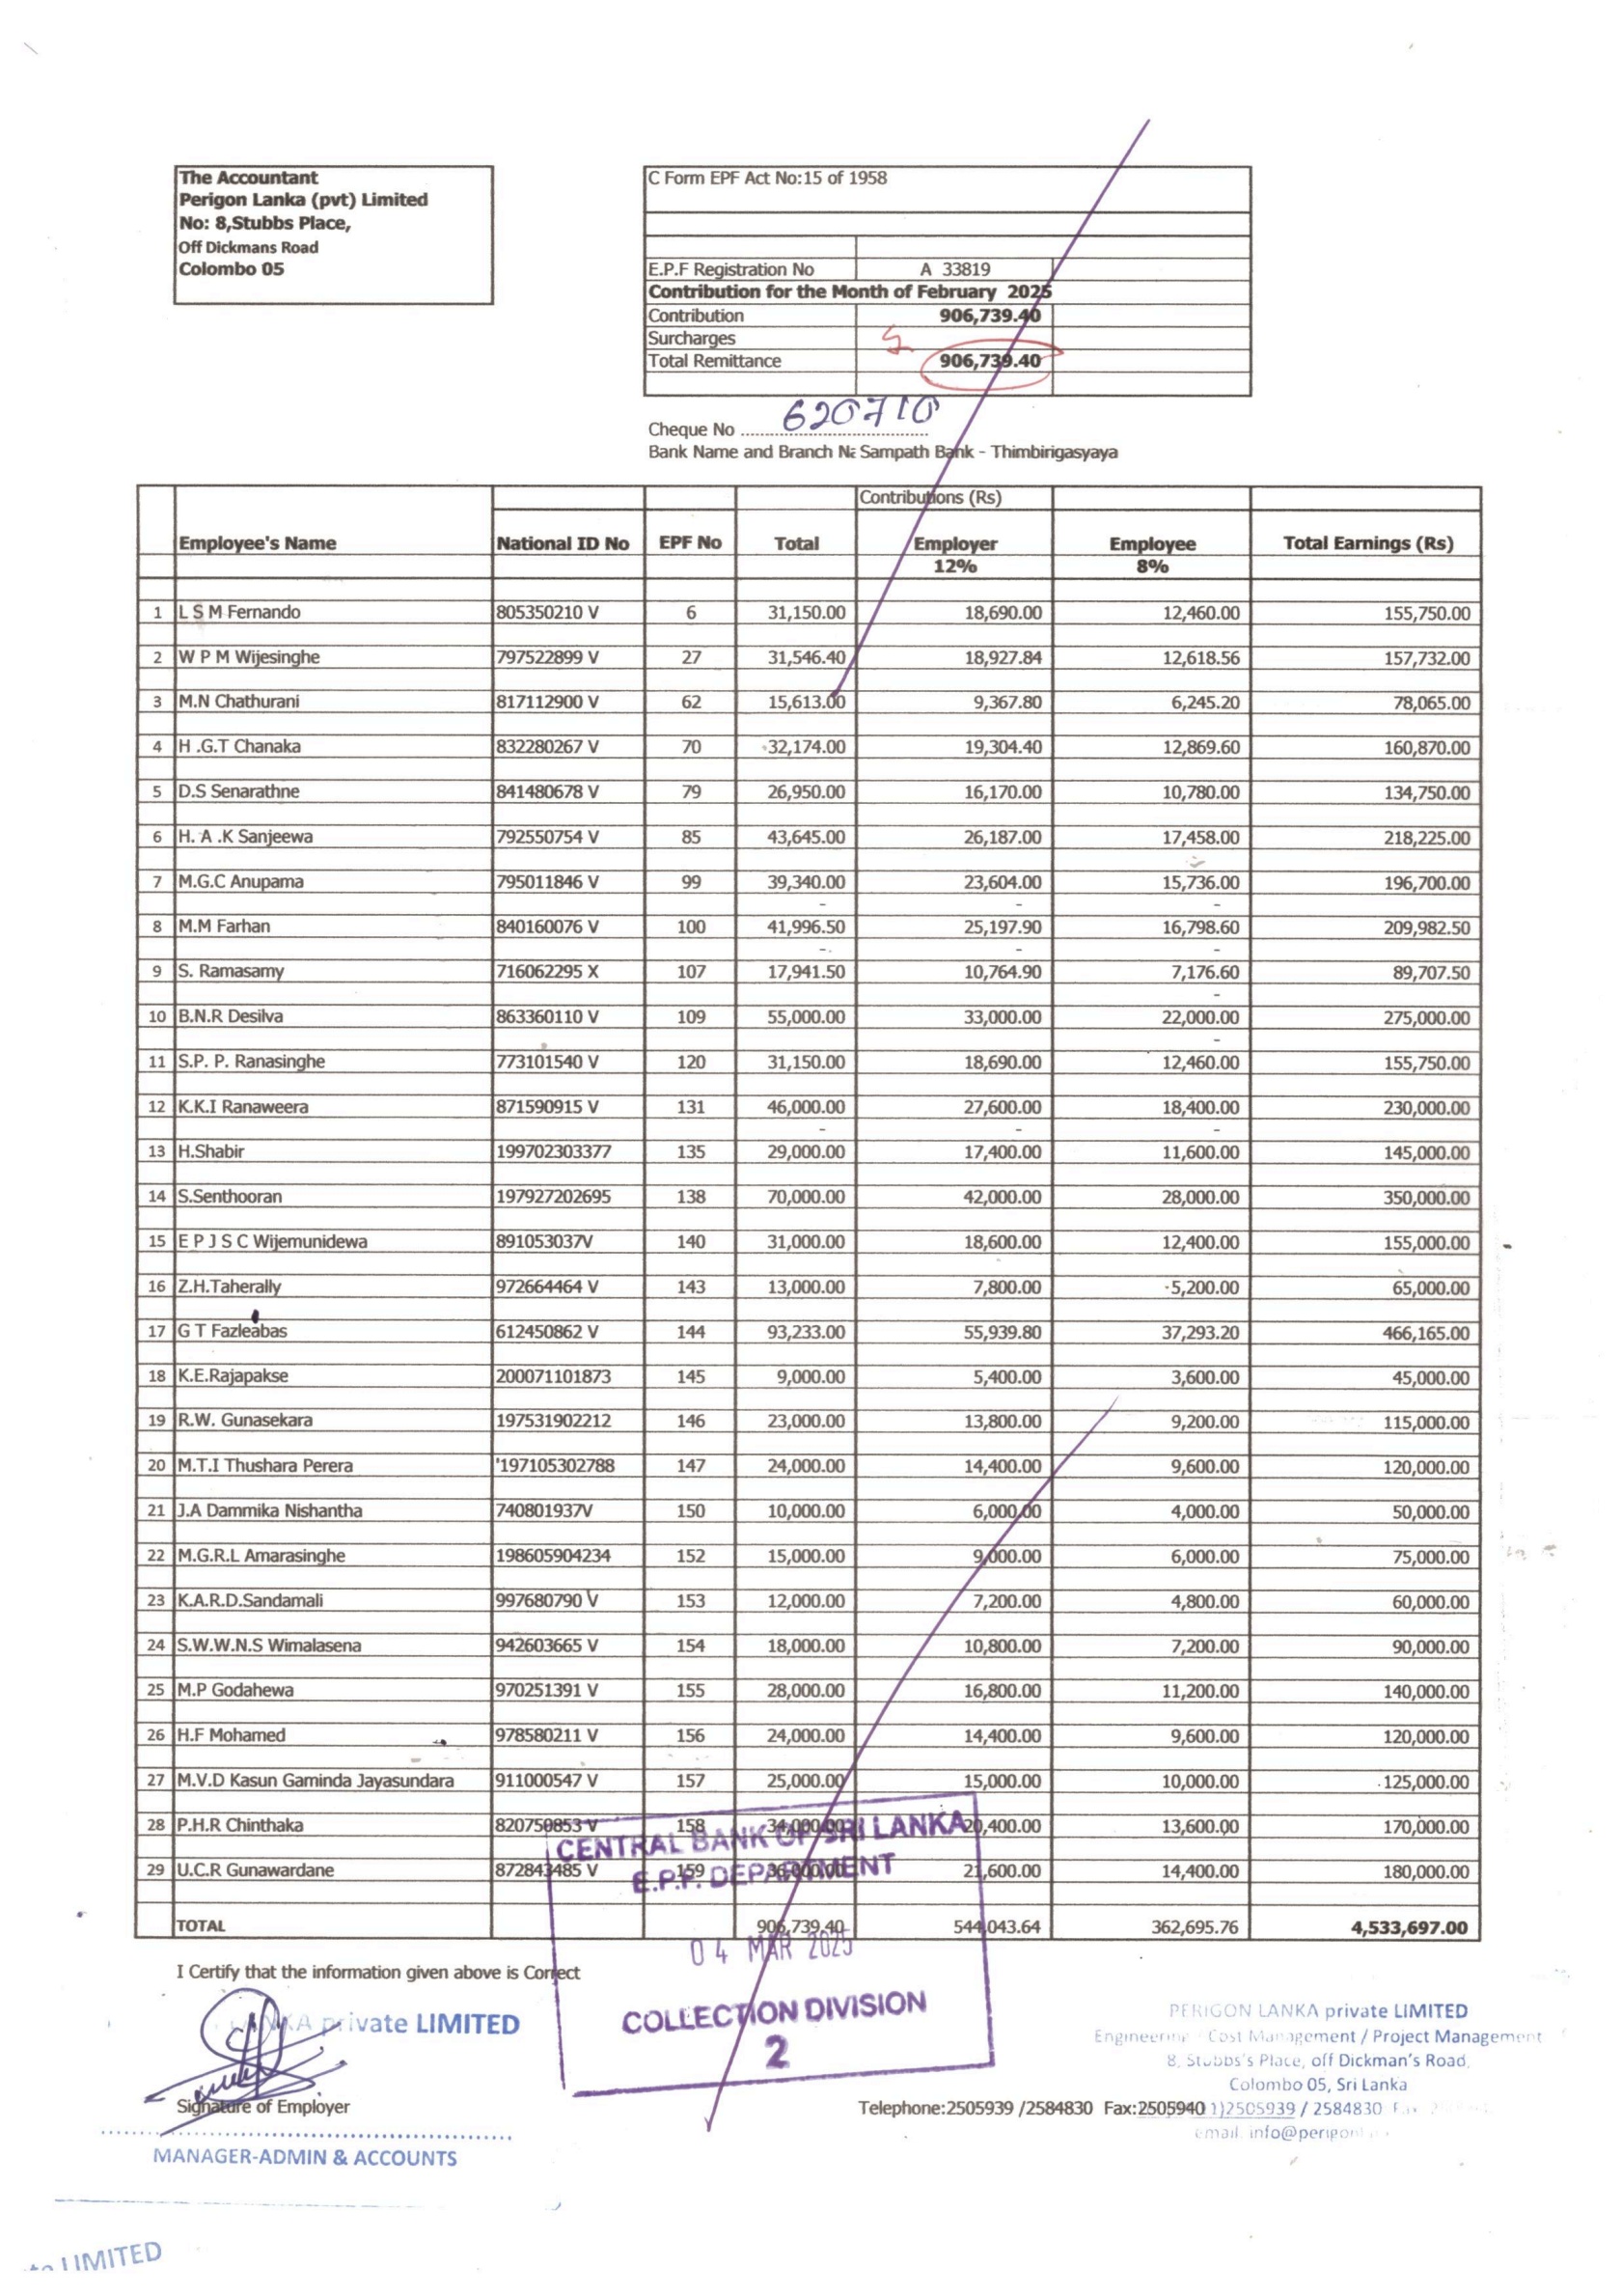 The Accountant
Perigon Lanka (pvt) Limited
No: 8,Stubbs Place,
Off Dickmans Road
Colombo 05
C Form EPF Act No:15 of 1958
E.P.F Registration No A 33819
Contribution for the Month of February 2025
Contribution 906,739.40
Surcharges
Total Remittance 906,739.40
Cheque No 620710
Bank Name and Branch Na Sampath Bank - Thimbirigasyaya
Contributions (Rs)
Employee's Name National ID No EPF No Total Employer Employee Total Earnings (Rs)
12% 8%
1 L S M Fernando 805350210 V 6 31,150.00 18,690.00 12,460.00 155,750.00
2 W P M Wijesinghe 797522899 V 27 31,546.40 18,927.84 12,618.56 157,732.00
3 M.N Chathurani 817112900 V 62 15,613.00 9,367.80 6,245.20 78,065.00
4 H .G.T Chanaka 832280267 V 70 32,174.00 19,304.40 12,869.60 160,870.00
5 D.S Senarathne 841480678 V 79 26,950.00 16,170.00 10,780.00 134,750.00
6 H. A .K Sanjeewa 792550754 V 85 43,645.00 26,187.00 17,458.00 218,225.00
7 M.G.C Anupama 795011846 V 99 39,340.00 23,604.00 15,736.00 196,700.00
- - -
8 M.M Farhan 840160076 V 100 41,996.50 25,197.90 16,798.60 209,982.50
- - -
9 S. Ramasamy 716062295 X 107 17,941.50 10,764.90 7,176.60 89,707.50
-
10 B.N.R Desilva 863360110 V 109 55,000.00 33,000.00 22,000.00 275,000.00
-
11 S.P. P. Ranasinghe 773101540 V 120 31,150.00 18,690.00 12,460.00 155,750.00
12 K.K.I Ranaweera 871590915 V 131 46,000.00 27,600.00 18,400.00 230,000.00
- - -
13 H.Shabir 199702303377 135 29,000.00 17,400.00 11,600.00 145,000.00
14 S.Senthooran 197927202695 138 70,000.00 42,000.00 28,000.00 350,000.00
15 E P J S C Wijemunidewa 891053037V 140 31,000.00 18,600.00 12,400.00 155,000.00
16 Z.H.Taherally 972664464 V 143 13,000.00 7,800.00 5,200.00 65,000.00
17 G T Fazleabas 612450862 V 144 93,233.00 55,939.80 37,293.20 466,165.00
18 K.E.Rajapakse 200071101873 145 9,000.00 5,400.00 3,600.00 45,000.00
19 R.W. Gunasekara 197531902212 146 23,000.00 13,800.00 9,200.00 115,000.00
20 M.T.I Thushara Perera '197105302788 147 24,000.00 14,400.00 9,600.00 120,000.00
21 J.A Dammika Nishantha 740801937V 150 10,000.00 6,000.00 4,000.00 50,000.00
22 M.G.R.L Amarasinghe 198605904234 152 15,000.00 9,000.00 6,000.00 75,000.00
23 K.A.R.D.Sandamali 997680790 V 153 12,000.00 7,200.00 4,800.00 60,000.00
24 S.W.W.N.S Wimalasena 942603665 V 154 18,000.00 10,800.00 7,200.00 90,000.00
25 M.P Godahewa 970251391 V 155 28,000.00 16,800.00 11,200.00 140,000.00
26 H.F Mohamed 978580211 V 156 24,000.00 14,400.00 9,600.00 120,000.00
27 M.V.D Kasun Gaminda Jayasundara 911000547 V 157 25,000.00 15,000.00 10,000.00 125,000.00
28 P.H.R Chinthaka 820750853 V 158 34,000.00 20,400.00 13,600.00 170,000.00
29 U.C.R Gunawardane 872843485 V 159 36,000.00 21,600.00 14,400.00 180,000.00
TOTAL 906,739.40 544,043.64 362,695.76 4,533,697.00
CENTRAL BANK OF SRI LANKA
E.P.F. DEPARTMENT
04 MAR 2025
COLLECTION DIVISION
2
I Certify that the information given above is Correct
private LIMITED
Signature of Employer
MANAGER-ADMIN & ACCOUNTS
PERIGON LANKA private LIMITED
Engineering / Cost Management / Project Management
8, Stubbs's Place, off Dickman's Road,
Colombo 05, Sri Lanka
Telephone:2505939 /2584830 Fax:2505940
1)2505939 / 2584830
email: info@perigon
LIMITED